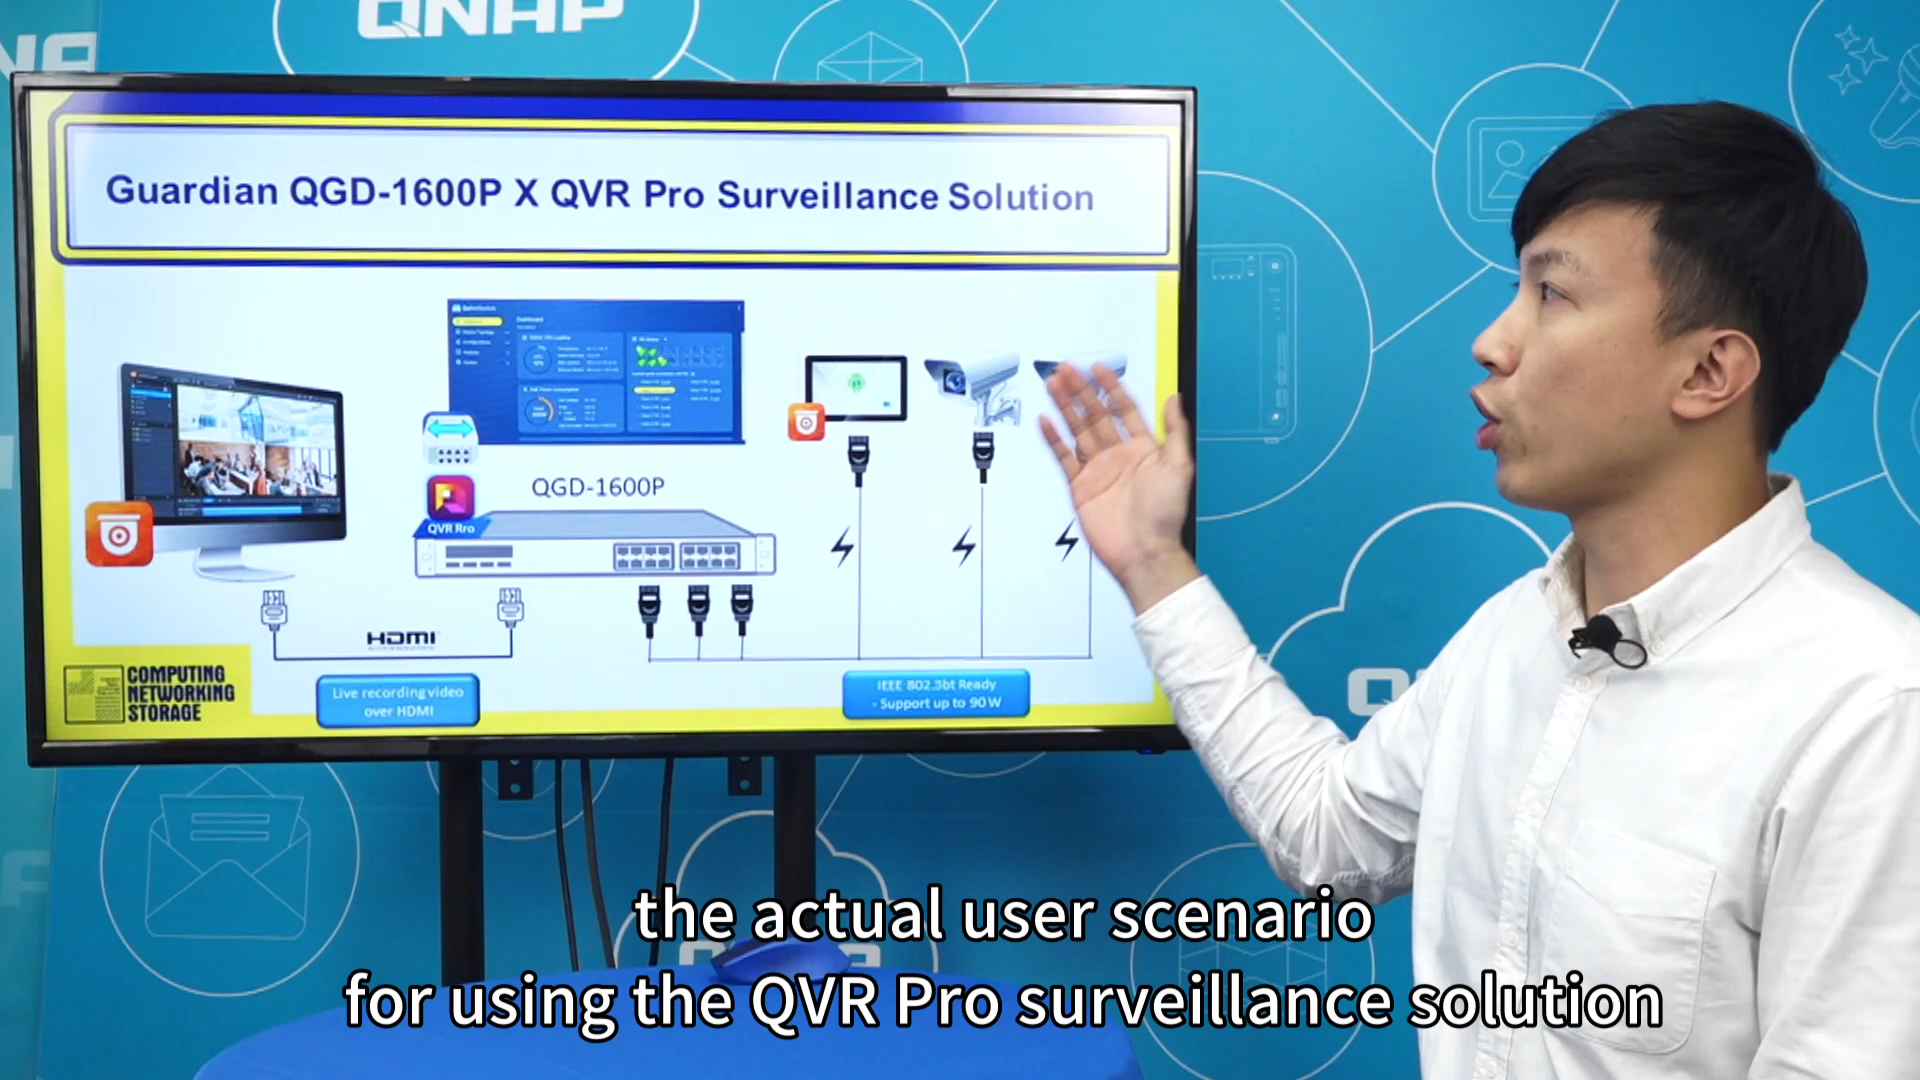 QNAP
Guardian QGD-1600P X QVR Pro Surveillance Solution
Dashboard
QGD-1600P
QVR Rro
HDMI
Live recording video
over HDMI
IEEE 802.3bt Ready
- Support up to 90 W
COMPUTING
NETWORKING
STORAGE
the actual user scenario
for using the QVR Pro surveillance solution